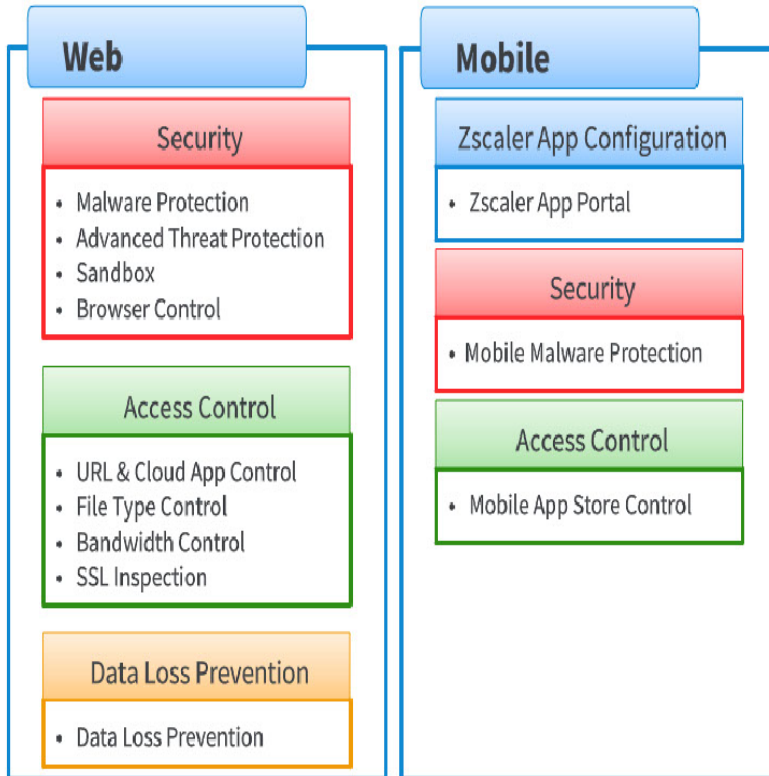 Web
Security
• Malware Protection
• Advanced Threat Protection
• Sandbox
• Browser Control
Access Control
• URL & Cloud App Control
• File Type Control
• Bandwidth Control
• SSL Inspection
Data Loss Prevention
• Data Loss Prevention
Mobile
Zscaler App Configuration
• Zscaler App Portal
Security
• Mobile Malware Protection
Access Control
• Mobile App Store Control